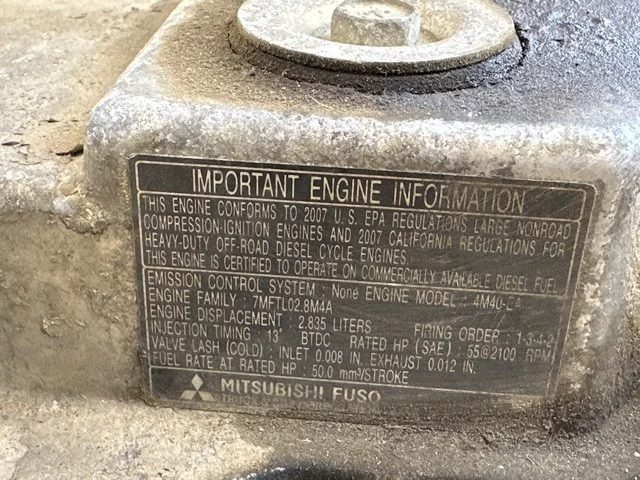 IMPORTANT ENGINE INFORMATION
THIS ENGINE CONFORMS TO 2007 U.S. EPA REGULATIONS LARGE NONROAD
COMPRESSION-IGNITION ENGINES AND 2007 CALIFORNIA REGULATIONS FOR
HEAVY-DUTY OFF-ROAD DIESEL CYCLE ENGINES.
THIS ENGINE IS CERTIFIED TO OPERATE ON COMMERCIALLY AVAILABLE DIESEL FUEL
EMISSION CONTROL SYSTEM : None ENGINE MODEL : 4M40-E4
ENGINE FAMILY : 7MFTL02.8M4A
ENGINE DISPLACEMENT : 2.835 LITERS FIRING ORDER : 1-3-4-2
INJECTION TIMING : 13° BTDC RATED HP (SAE) : 55@2100 RPM
VALVE LASH (COLD) : INLET 0.008 IN. EXHAUST 0.012 IN.
FUEL RATE AT RATED HP : 50.0 mm³/STROKE
MITSUBISHI FUSO